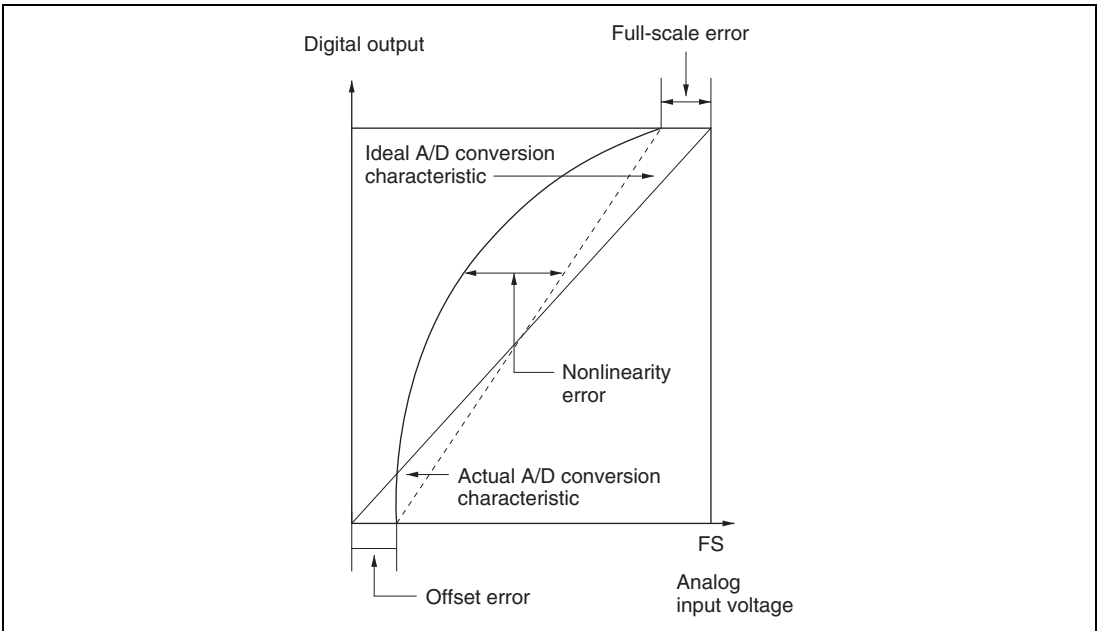 Digital output
Full-scale error
Ideal A/D conversion
characteristic
Nonlinearity
error
Actual A/D conversion
characteristic
FS
Offset error
Analog
input voltage